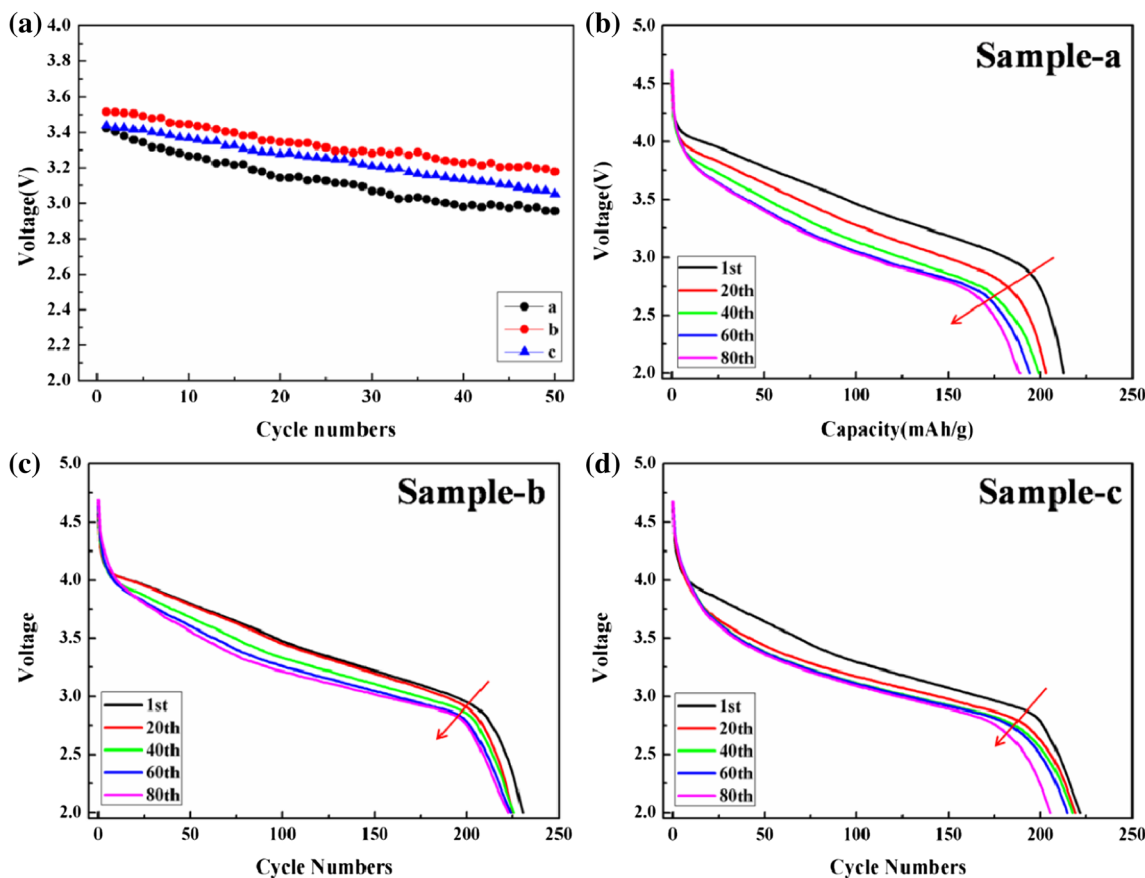 (a)
4.0
3.8
3.6
3.4
3.2
3.0
2.8
2.6
2.4
2.2
2.0
Voltage(V)
0
10
20
30
40
50
Cycle numbers
a
b
c
(b)
Sample-a
5.0
4.5
4.0
3.5
3.0
2.5
2.0
Voltage(V)
1st
20th
40th
60th
80th
0
50
100
150
200
250
Capacity(mAh/g)
(c)
Sample-b
5.0
4.5
4.0
3.5
3.0
2.5
2.0
Voltage
1st
20th
40th
60th
80th
0
50
100
150
200
250
Cycle Numbers
(d)
Sample-c
5.0
4.5
4.0
3.5
3.0
2.5
2.0
Voltage
1st
20th
40th
60th
80th
0
50
100
150
200
250
Cycle Numbers